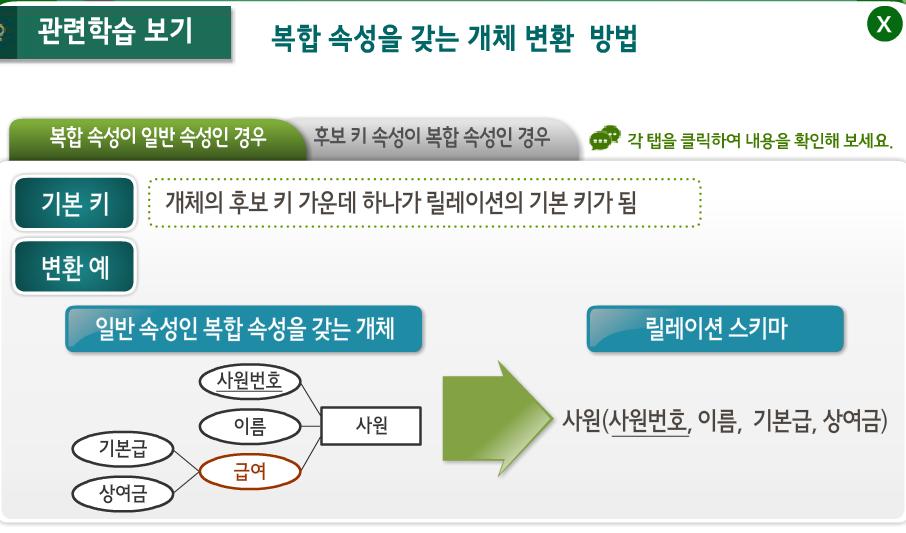 관련학습 보기
복합 속성을 갖는 개체 변환 방법
X
복합 속성이 일반 속성인 경우
후보 키 속성이 복합 속성인 경우
각 탭을 클릭하여 내용을 확인해 보세요.
기본 키
개체의 후보 키 가운데 하나가 릴레이션의 기본 키가 됨
변환 예
일반 속성인 복합 속성을 갖는 개체
릴레이션 스키마
사원번호
이름
사원
기본급
급여
상여금
사원(사원번호, 이름, 기본급, 상여금)